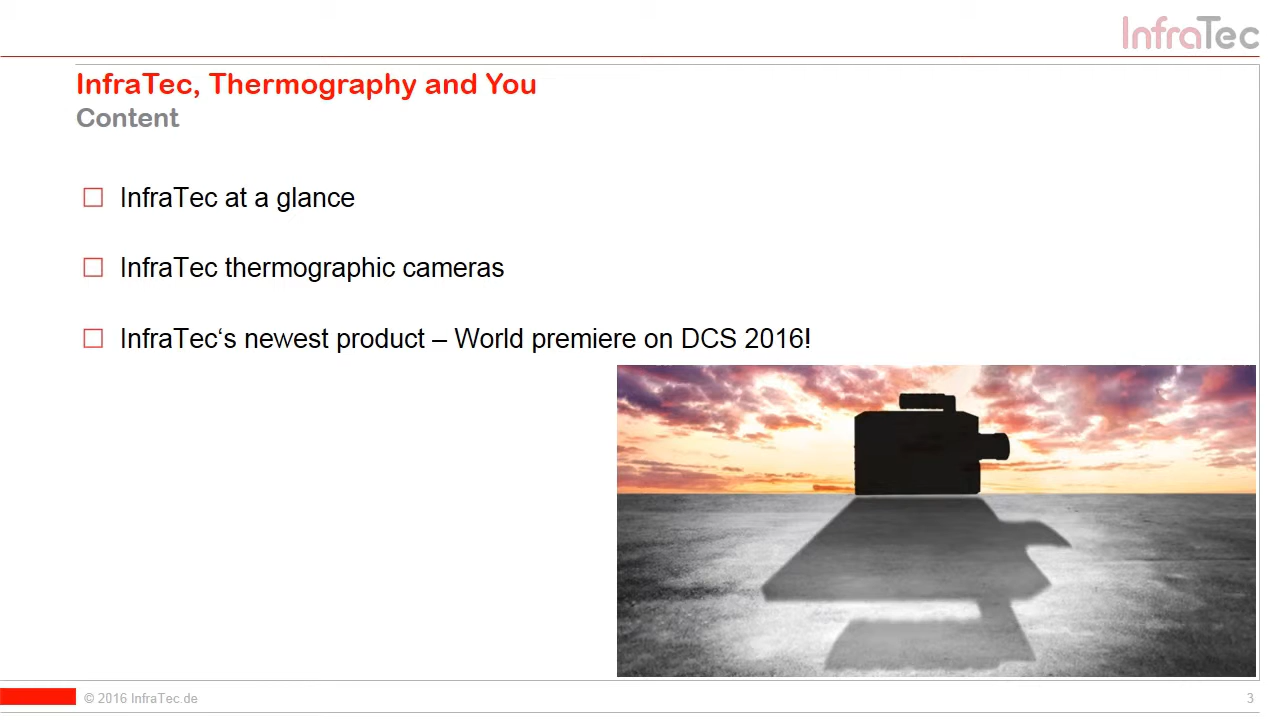 InfraTec
InfraTec, Thermography and You
Content
InfraTec at a glance
InfraTec thermographic cameras
InfraTec‘s newest product – World premiere on DCS 2016!
© 2016 InfraTec.de
3